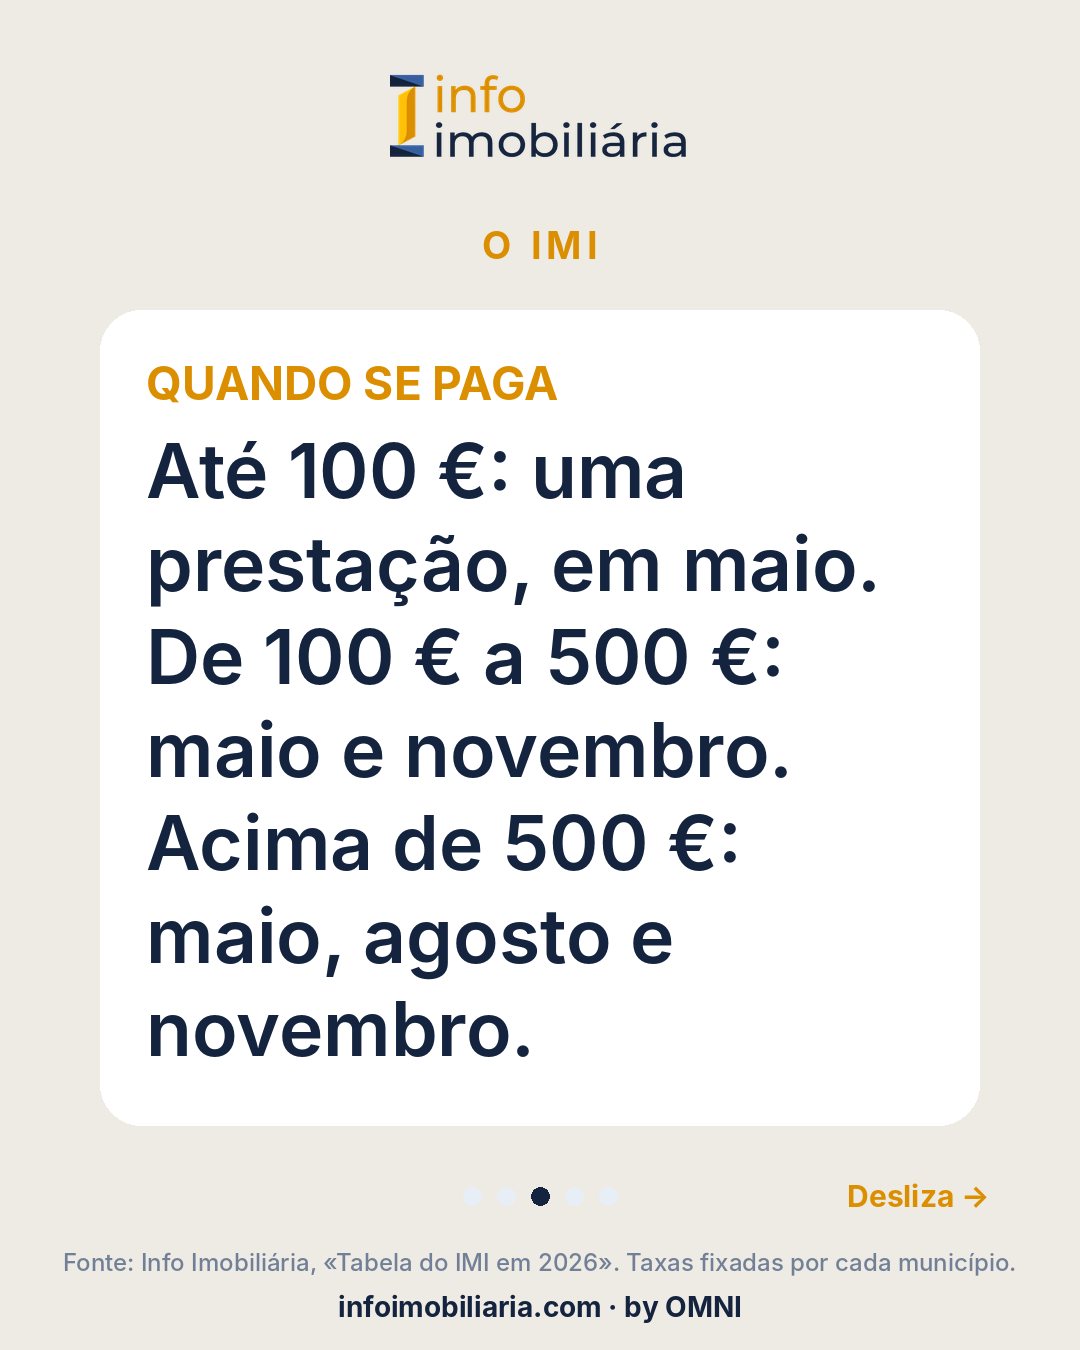 info
imobiliária
O IMI
QUANDO SE PAGA
Até 100 €: uma
prestação, em maio.
De 100 € a 500 €:
maio e novembro.
Acima de 500 €:
maio, agosto e
novembro.
Desliza →
Fonte: Info Imobiliária, «Tabela do IMI em 2026». Taxas fixadas por cada município.
infoimobiliaria.com · by OMNI